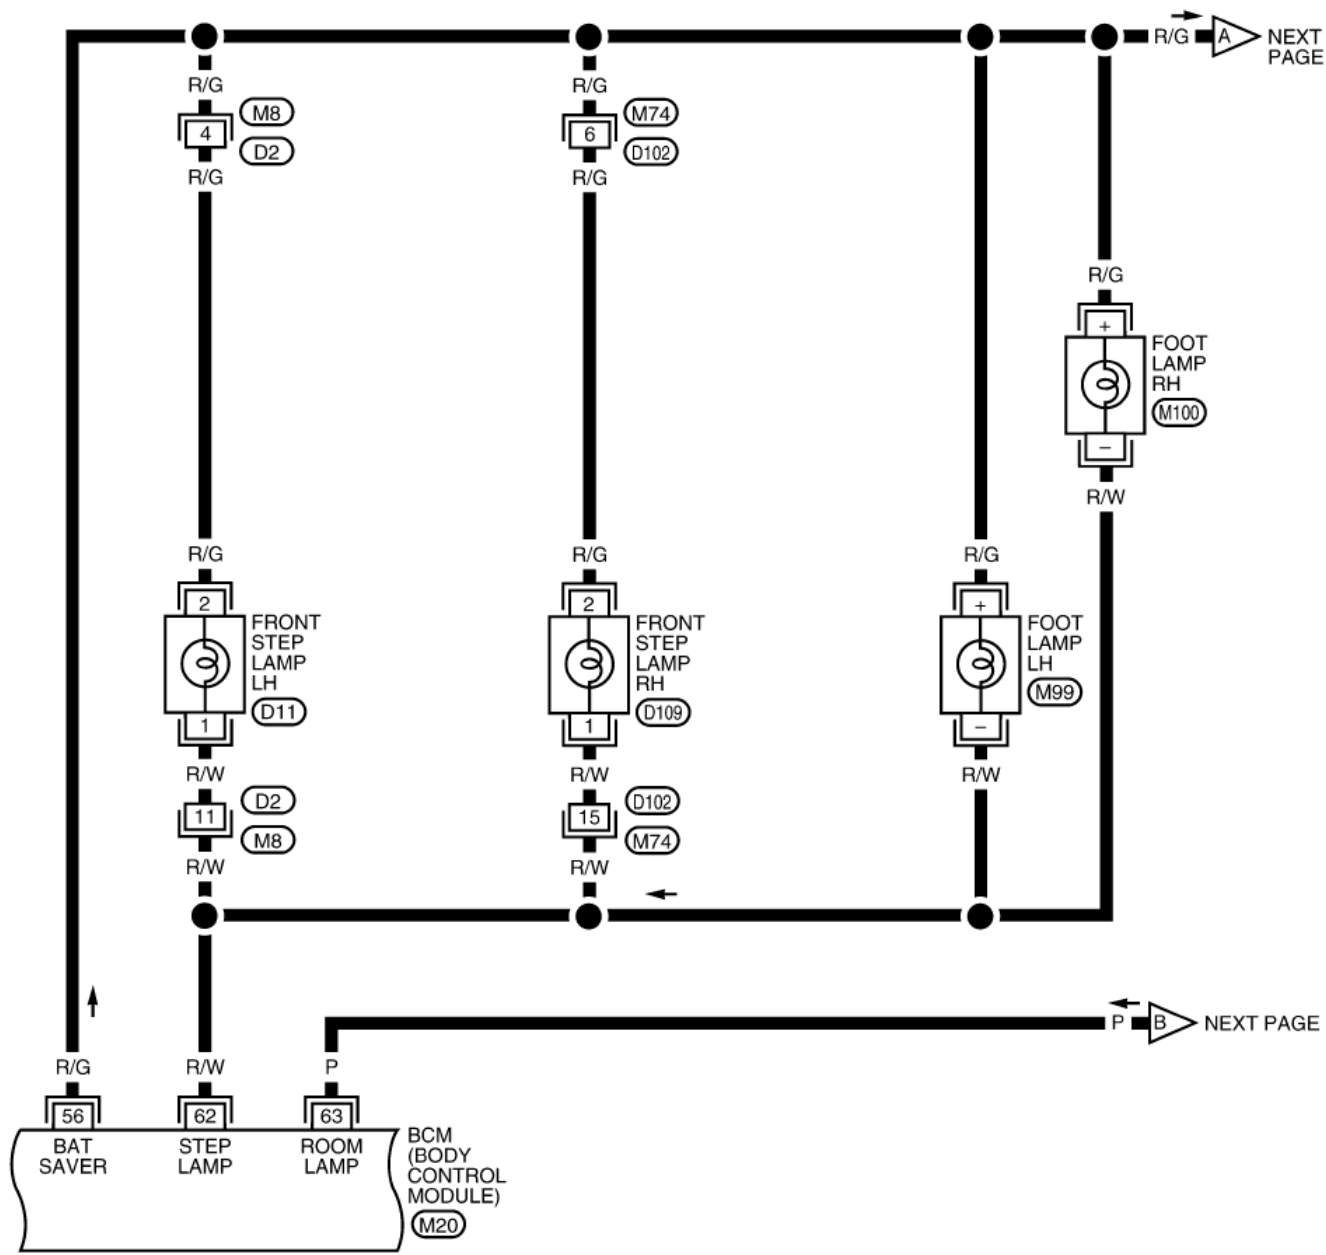 R/G
A
NEXT
PAGE
R/G
R/G
4
M8
D2
6
M74
D102
R/G
R/G
R/G
+
FOOT
LAMP
RH
M100
–
R/W
R/G
R/G
R/G
2
FRONT
STEP
LAMP
LH
D11
1
2
FRONT
STEP
LAMP
RH
D109
1
+
FOOT
LAMP
LH
M99
–
R/W
R/W
R/W
11
D2
M8
15
D102
M74
R/W
R/W
P
B
NEXT PAGE
R/G
R/W
P
56
62
63
BAT
SAVER
STEP
LAMP
ROOM
LAMP
BCM
(BODY
CONTROL
MODULE)
M20